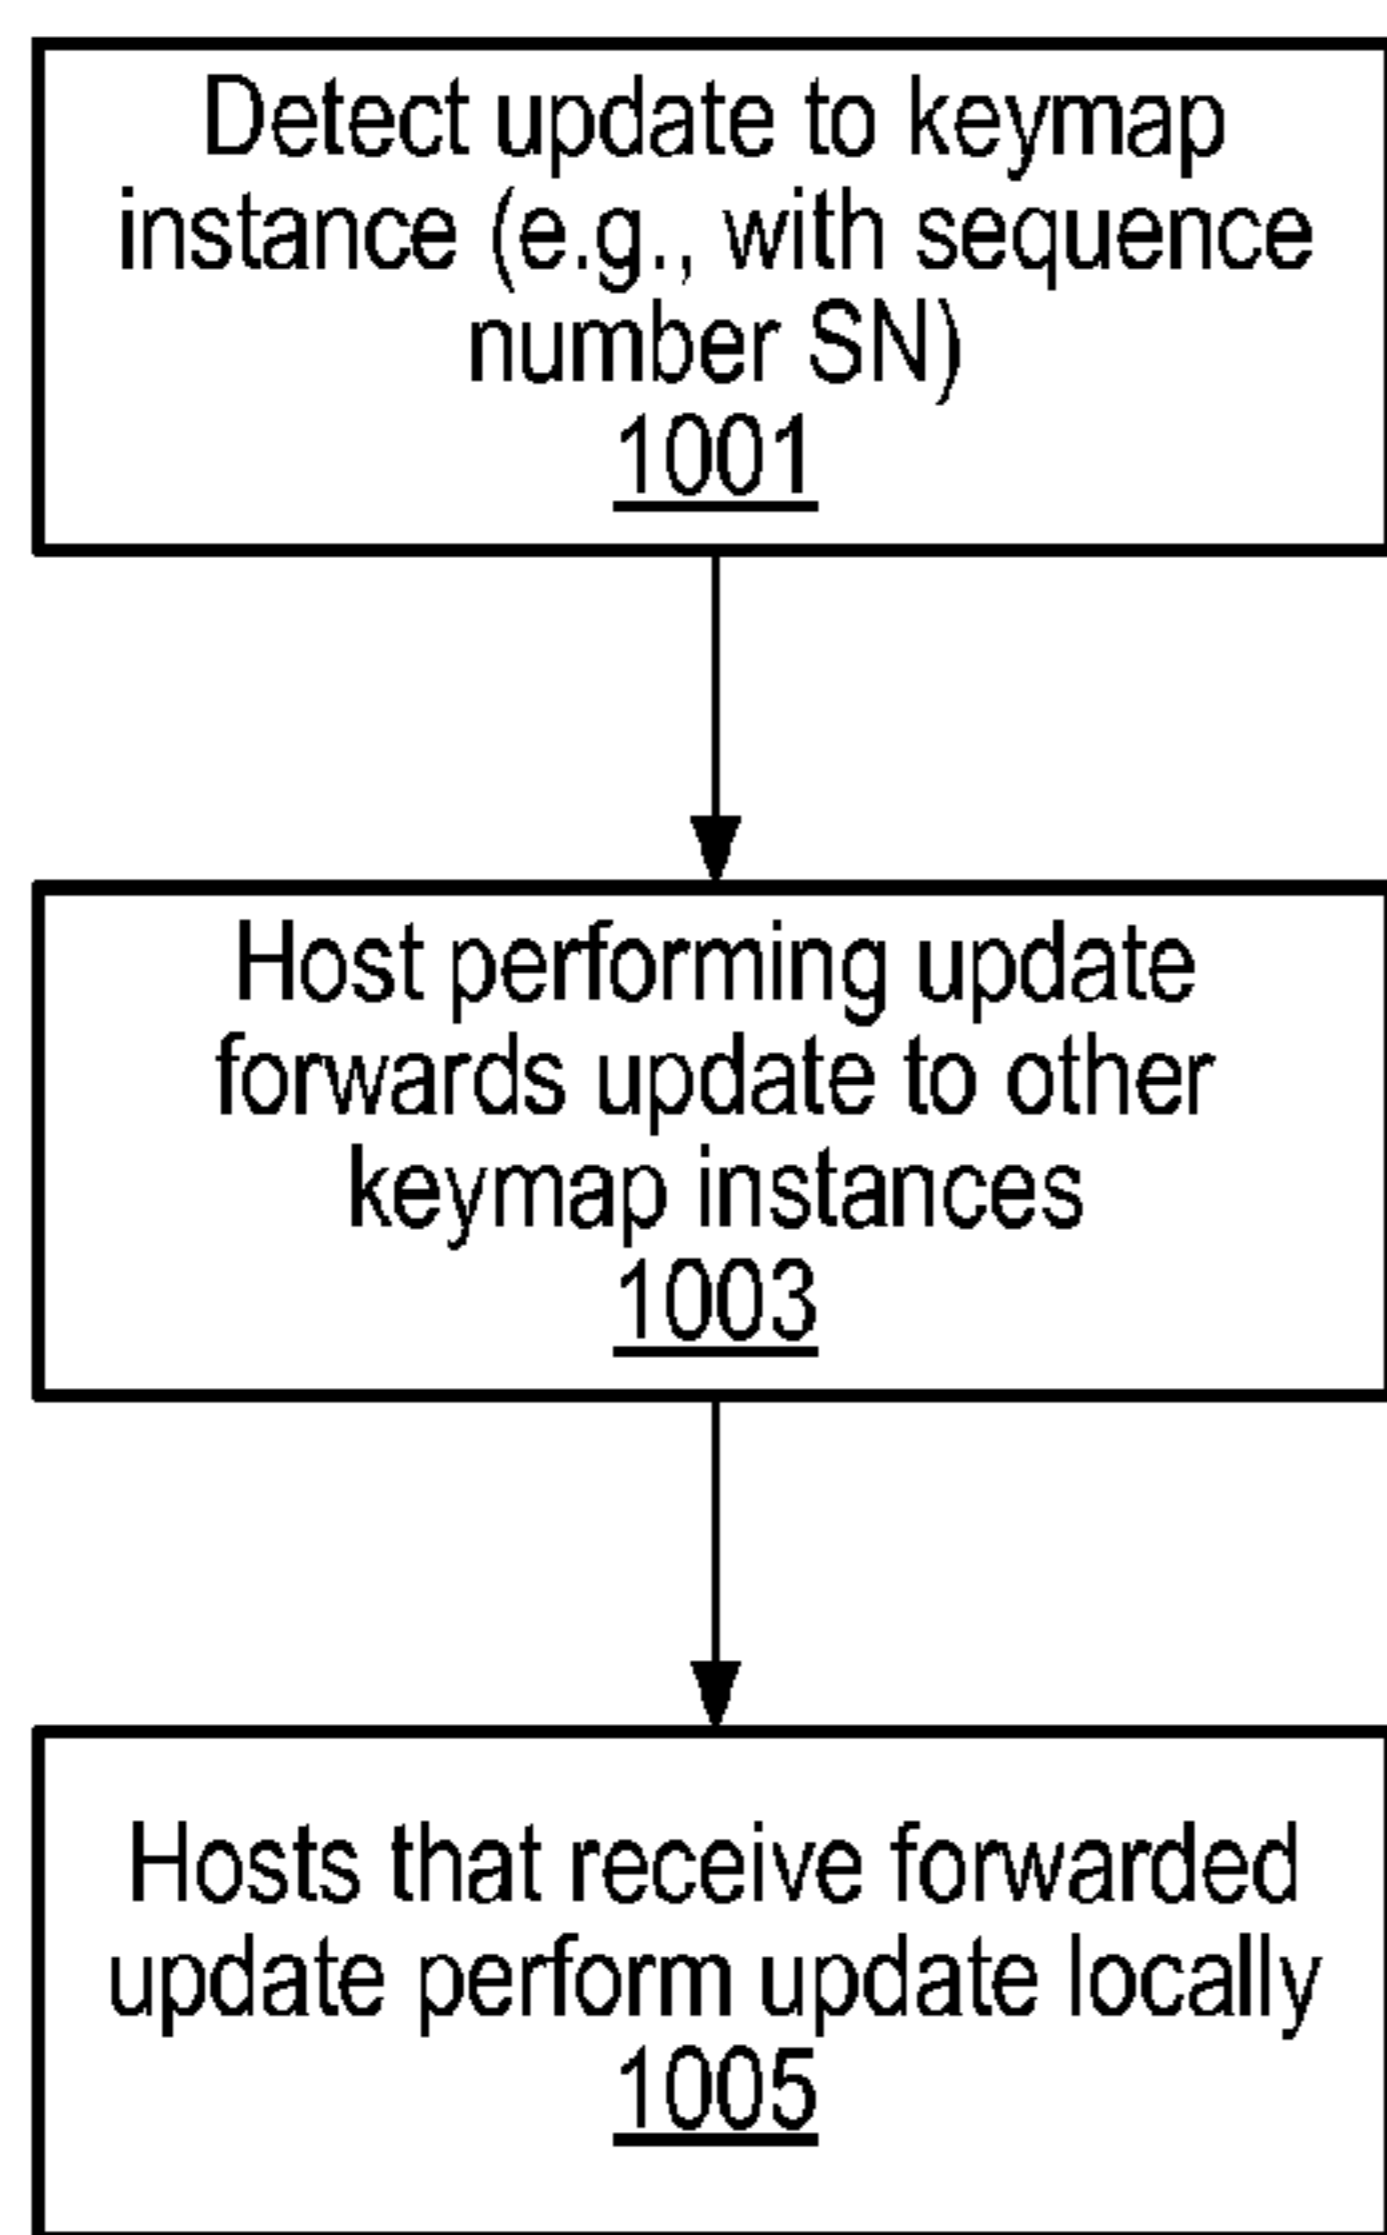 Detect update to keymap
instance (e.g., with sequence
number SN)
1001
Host performing update
forwards update to other
keymap instances
1003
Hosts that receive forwarded
update perform update locally
1005